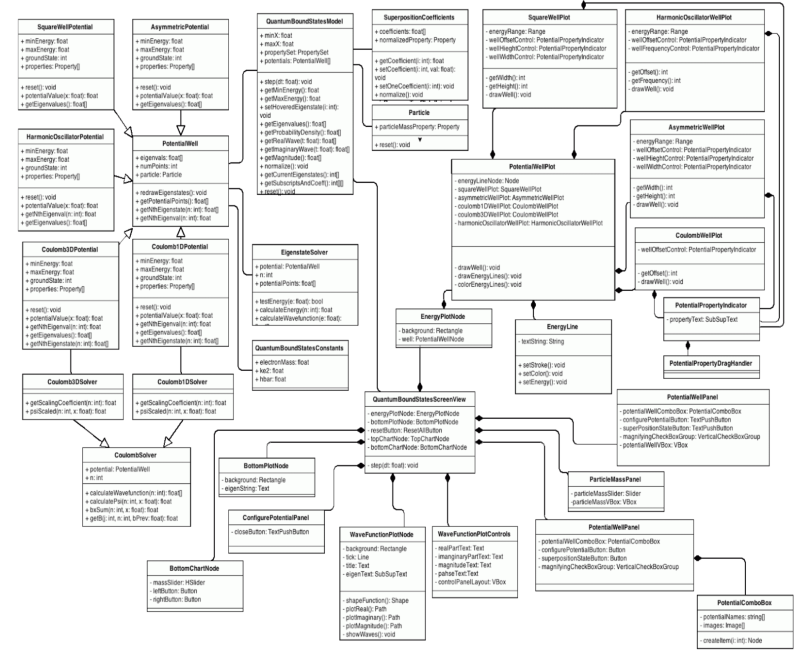 SquareWellPotential
+ minEnergy: float
+ maxEnergy: float
+ groundState: int
+ properties: Property[]
+ reset(): void
+ potentialValue(x: float): float
+ getEigenvalues(): float[]
AsymmetricPotential
+ minEnergy: float
+ maxEnergy: float
+ groundState: int
+ properties: Property[]
+ reset(): void
+ potentialValue(x: float): float
+ getEigenvalues(): float[]
QuantumBoundStatesModel
+ minX: float
+ maxX: float
+ propertySet: PropertySet
+ potentials: PotentialWell[]
+ step(dt: float): void
+ getMinEnergy(): float
+ getMaxEnergy(): float
+ setHoveredEigenstate(n: int):
void
+ getEigenvalues(): float[]
+ getProbabilityDensity(): float[]
+ getRealWave(t: float): float[]
+ getImaginaryWave(t: float): float[]
+ getMagnitude(): float[]
+ normalize(): void
+ getCurrentEigenstates(): int[]
+ getSubscriptsAndCoeff(): int[][]
+ reset(): void
SuperpositionCoefficients
+ coefficients: float[]
+ normalizedProperty: Property
+ getCoefficient(i: int): float
+ setCoefficient(i: int, val: float):
void
+ setOneCoefficient(i: int): float
+ normalize(): void
Particle
+ particleMassProperty: Property
+ reset(): void
SquareWellPlot
- energyRange: Range
- wellOffsetControl: PotentialPropertyIndicator
- wellHieghtControl: PotentialPropertyIndicator
- wellWidthControl: PotentialPropertyIndicator
- getWidth(): int
- getHeight(): int
- drawWell(): void
HarmonicOscillatorWellPlot
- energyRange: Range
- wellOffsetControl: PotentialPropertyIndicator
- wellFrequencyControl: PotentialPropertyIndicator
- getOffset(): int
- getFrequency(): int
- drawWell(): void
HarmonicOscillatorPotential
+ minEnergy: float
+ maxEnergy: float
+ groundState: int
+ properties: Property[]
+ reset(): void
+ potentialValue(x: float): float
+ getNthEigenval(n: int): float
+ getEigenvalues(): float[]
PotentialWell
+ eigenvals: float[]
+ numPoints: int
+ particle: Particle
+ redrawEigenstates(): void
+ getPotentialPoints(): float[]
+ getNthEigenstate(n: int): float[]
+ getNthEigenval(n: int): float
AsymmetricWellPlot
- energyRange: Range
- wellOffsetControl: PotentialPropertyIndicator
- wellHieghtControl: PotentialPropertyIndicator
- wellWidthControl: PotentialPropertyIndicator
- getWidth(): int
- getHeight(): int
- drawWell(): void
PotentialWellPlot
- energyLineNode: Node
- squareWellPlot: SquareWellPlot
- asymmetricWellPlot: AsymmetricWellPlot
- coulomb1DWellPlot: CoulombWellPlot
- coulomb3DWellPlot: CoulombWellPlot
- harmonicOscillatorWellPlot: HarmonicOscillatorWellPlot
- drawWell(): void
- drawEnergyLines(): void
- colorEnergyLines(): void
CoulombWellPlot
- wellOffsetControl: PotentialPropertyIndicator
- getOffset(): int
- drawWell(): void
Coulomb3DPotential
+ minEnergy: float
+ maxEnergy: float
+ groundState: int
+ properties: Property[]
+ reset(): void
+ potentialValue(x: float): float
+ getNthEigenval(n: int): float
+ getEigenvalues(): float[]
+ getNthEigenstate(n: int): float
Coulomb1DPotential
+ minEnergy: float
+ maxEnergy: float
+ groundState: int
+ properties: Property[]
+ reset(): void
+ potentialValue(x: float): float
+ getNthEigenval(n: int): float
+ getEigenvalues(): float[]
+ getNthEigenstate(n: int): float
EigenstateSolver
+ potential: PotentialWell
+ n: int
+ potentialPoints: float[]
+ testEnergy(e: float): bool
+ calculateEnergy(n: int): float
+ calculateWavefunction(e: float):
QuantumBoundStatesConstants
+ electronMass: float
+ ke2: float
+ hbar: float
EnergyPlotNode
- background: Rectangle
- well: PotentialWellNode
EnergyLine
- textString: String
+ setStroke(): void
+ setColor(): void
+ setEnergy(): void
PotentialPropertyIndicator
- propertyText: SubSupText
PotentialPropertyDragHandler
Coulomb3DSolver
+ getScalingCoefficient(n: int): float
+ psiScaled(n: int, x: float): float
Coulomb1DSolver
+ getScalingCoefficient(n: int): float
+ psiScaled(n: int, x: float): float
CoulombSolver
+ potential: PotentialWell
+ n: int
+ calculateWavefunction(n: int): float[]
+ calculatePsi(n: int, x: float): float
+ bxSum(n: int, x: float): float
+ getB(j: int, n: int, bPrev: float): float
QuantumBoundStatesScreenView
- energyPlotNode: EnergyPlotNode
- bottomPlotNode: BottomPlotNode
- resetButton: ResetAllButton
- topChartNode: TopChartNode
- bottomChartNode: BottomChartNode
- step(dt: float): void
PotentialWellPanel
- potentialWellComboBox: PotentialComboBox
- configurePotentialButton: TextPushButton
- superPositionStateButton: TextPushButton
- magnifyingCheckBoxGroup: VerticalCheckBoxGroup
- potentialWellVBox: VBox
BottomPlotNode
- background: Rectangle
- eigenString: Text
ParticleMassPanel
- particleMassSlider: Slider
- particleMassVBox: VBox
ConfigurePotentialPanel
- closeButton: TextPushButton
WaveFunctionPlotNode
- background: Rectangle
- tick: Line
- title: Text
- eigenText: SubSupText
- shapeFunction(): Shape
- plotReal(): Path
- plotImaginary(): Path
- plotMagnitude(): Path
- showWaves(): void
WaveFunctionPlotControls
- realPartText: Text
- imanginaryPartText: Text
- magnitudeText: Text
- pahseText: Text
- controlPanelLayout: VBox
PotentialWellPanel
- potentialWellComboBox: PotentialComboBox
- configurePotentialButton: Button
- superpositionStateButton: Button
- magnifyingCheckBoxGroup: VerticalCheckBoxGroup
BottomChartNode
- massSlider: HSlider
- leftButton: Button
- rightButton: Button
PotentialComboBox
- potentialNames: string[]
- images: Image[]
- createItem(i: int): Node